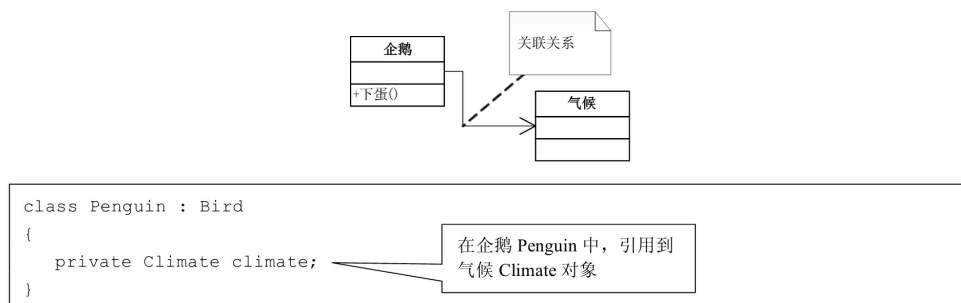 企鹅
关联关系
+下蛋()
气候
class Penguin : Bird
{
private Climate climate;
在企鹅 Penguin 中，引用到
气候 Climate 对象
}